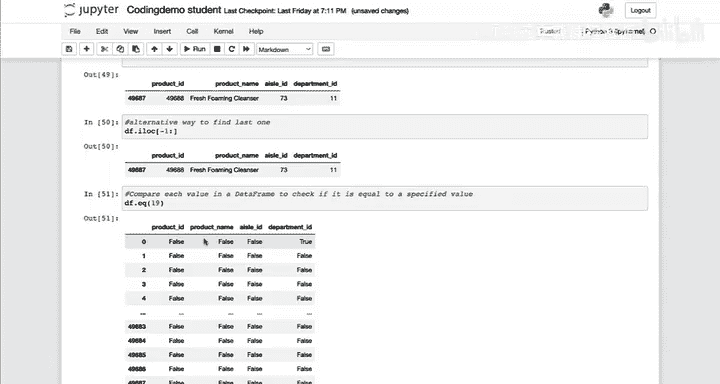 jupyter Codingdemo student Last Checkpoint: Last Friday at 7:11 PM (unsaved changes)
Logout
File Edit View Insert Cell Kernel Help
Trusted
Run
Markdown
Out[49]:
product_id product_name aisle_id department_id
49687 49688 Fresh Foaming Cleanser 73 11
In [50]: #alternative way to find last one
df.iloc[-1:]
Out[50]:
product_id product_name aisle_id department_id
49687 49688 Fresh Foaming Cleanser 73 11
In [51]: #Compare each value in a DataFrame to check if it is equal to a specified value
df.eq(19)
Out[51]:
product_id product_name aisle_id department_id
0 False False False True
1 False False False False
2 False False False False
3 False False False False
4 False False False False
... ... ... ... ...
49683 False False False False
49684 False False False False
49685 False False False False
49686 False False False False
49687 False False False False